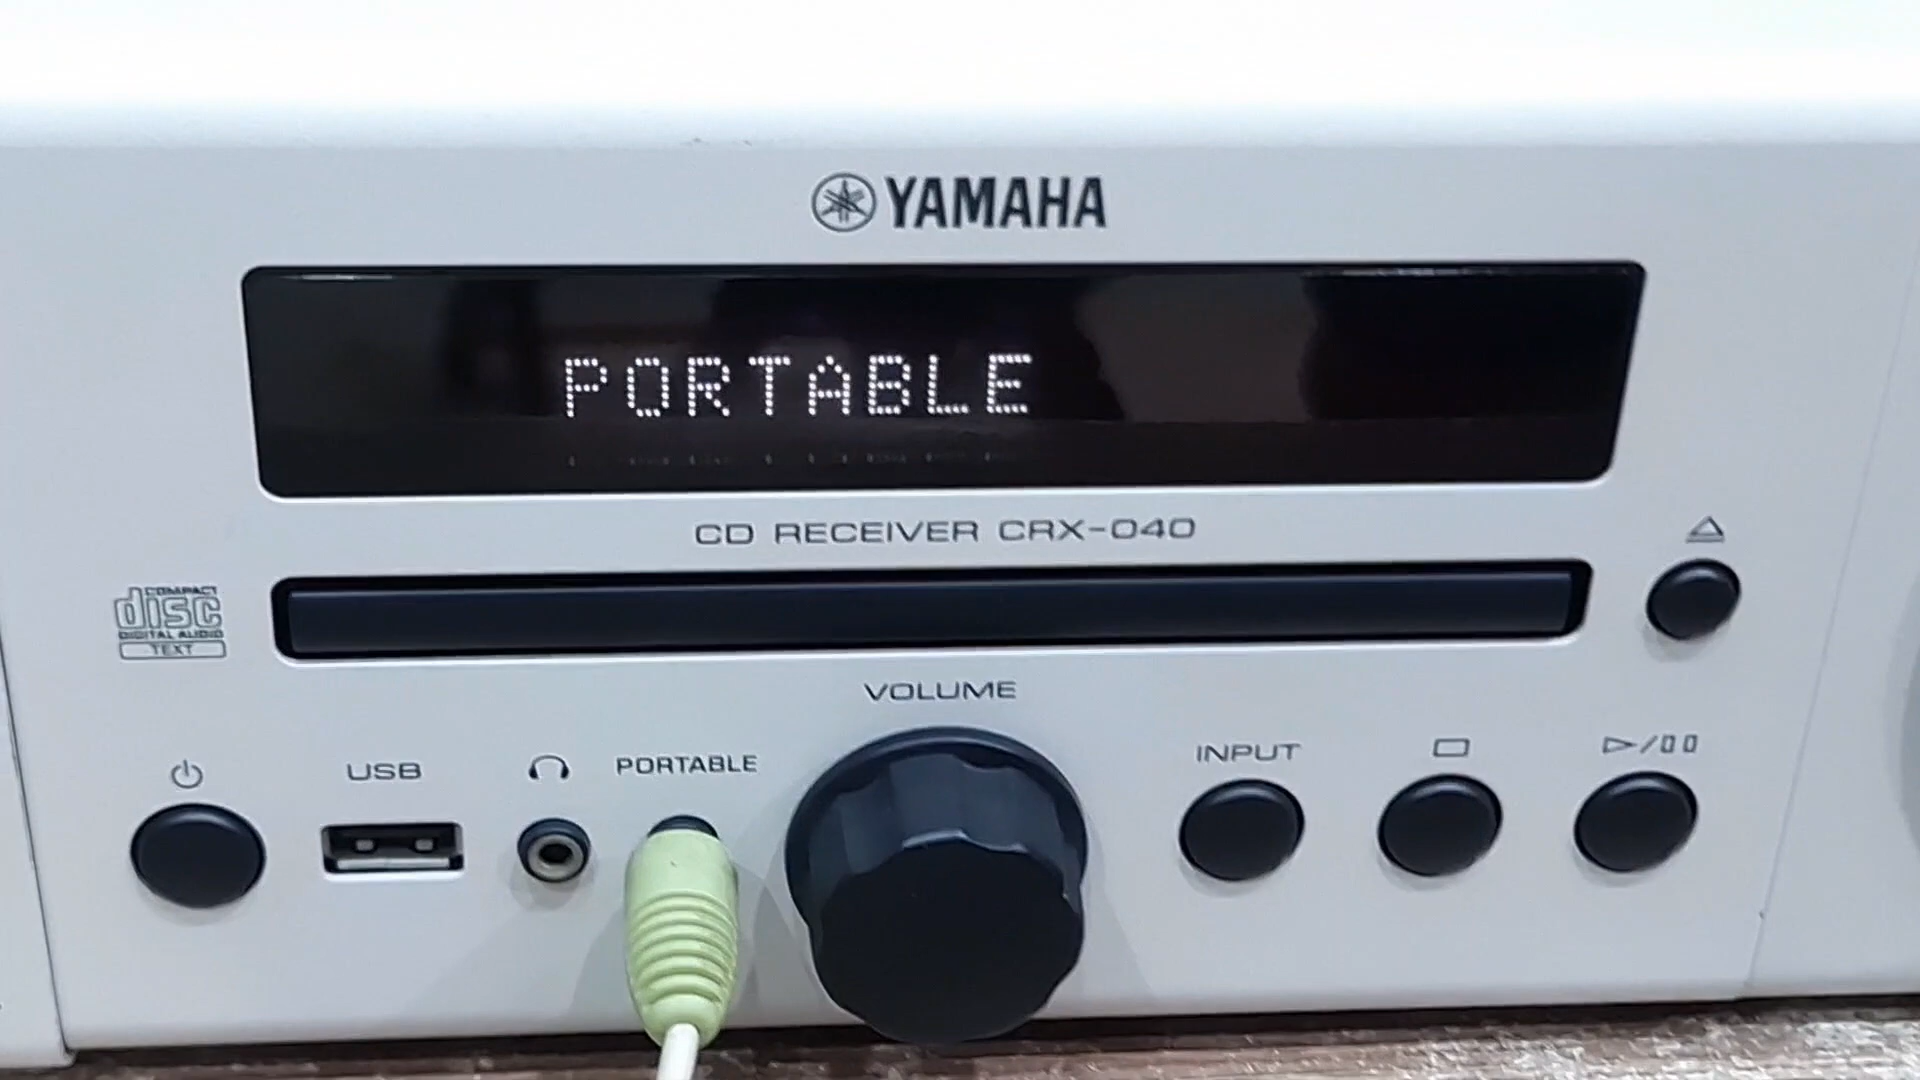 YAMAHA
PORTABLE
CD RECEIVER CRX-040
COMPACT
disc
DIGITAL AUDIO
TEXT
VOLUME
USB
PORTABLE
INPUT